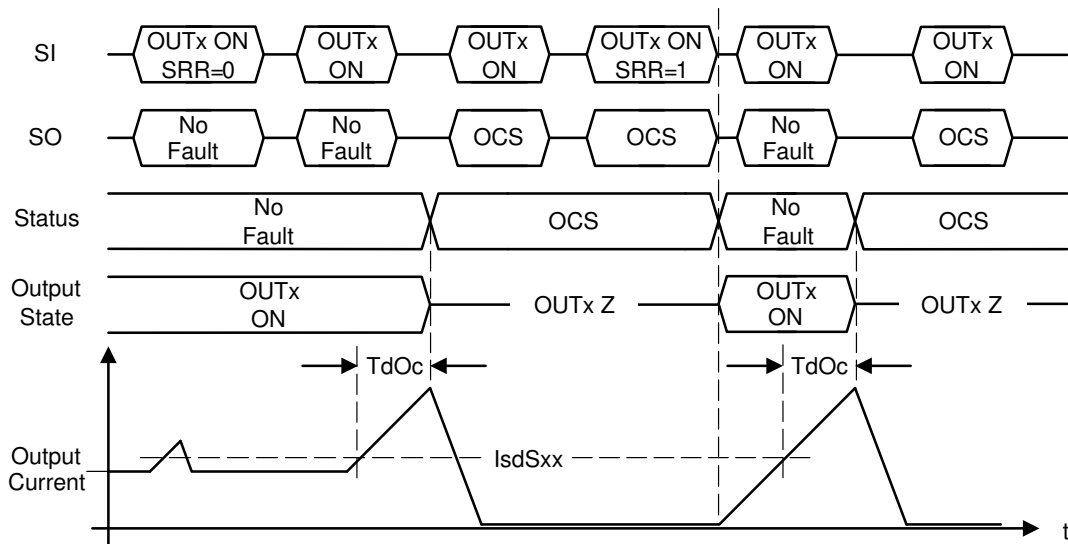 SI
OUTx ON
SRR=0
OUTx
ON
OUTx
ON
OUTx ON
SRR=1
OUTx
ON
OUTx
ON
SO
No
Fault
No
Fault
OCS
OCS
No
Fault
OCS
Status
No
Fault
OCS
No
Fault
OCS
Output
State
OUTx
ON
OUTx Z
OUTx
ON
OUTx Z
TdOc
TdOc
Output
Current
IsdSxx
t